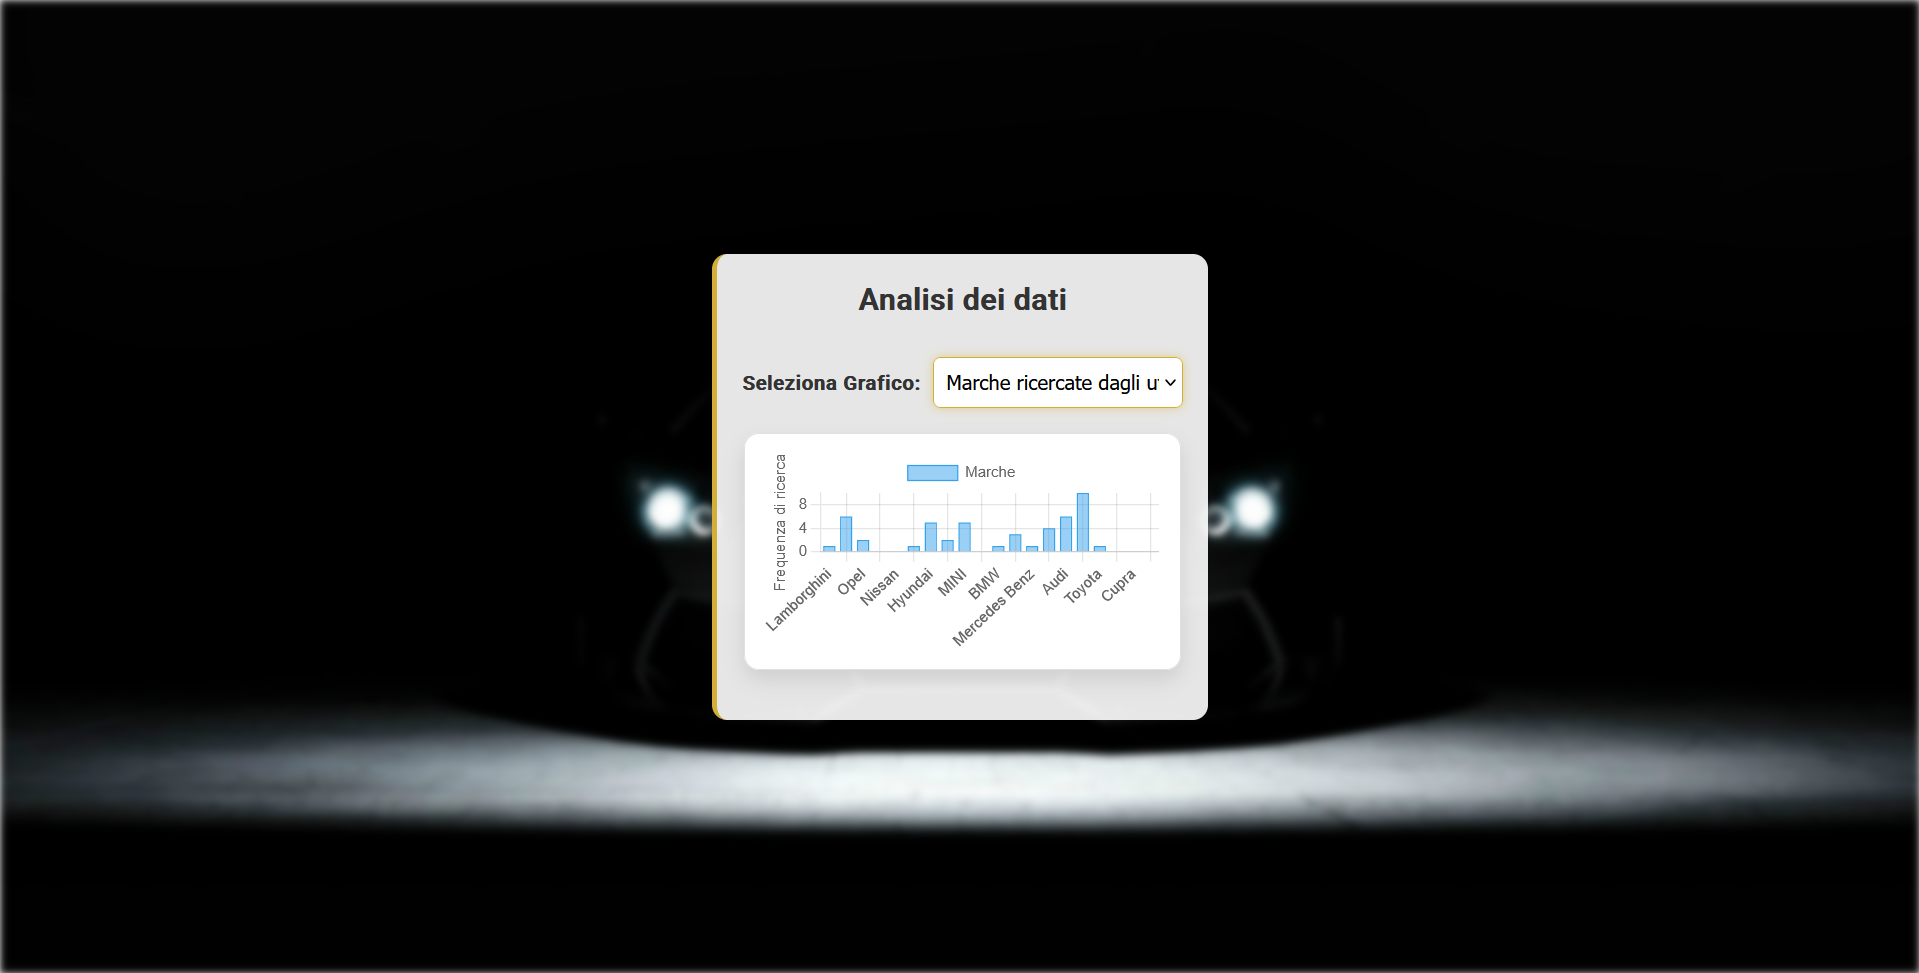 Analisi dei dati
Seleziona Grafico:
Marche ricercate dagli u
Marche
Frequenza di ricerca
8
4
0
Lamborghini
Opel
Nissan
Hyundai
MINI
BMW
Mercedes Benz
Audi
Toyota
Cupra